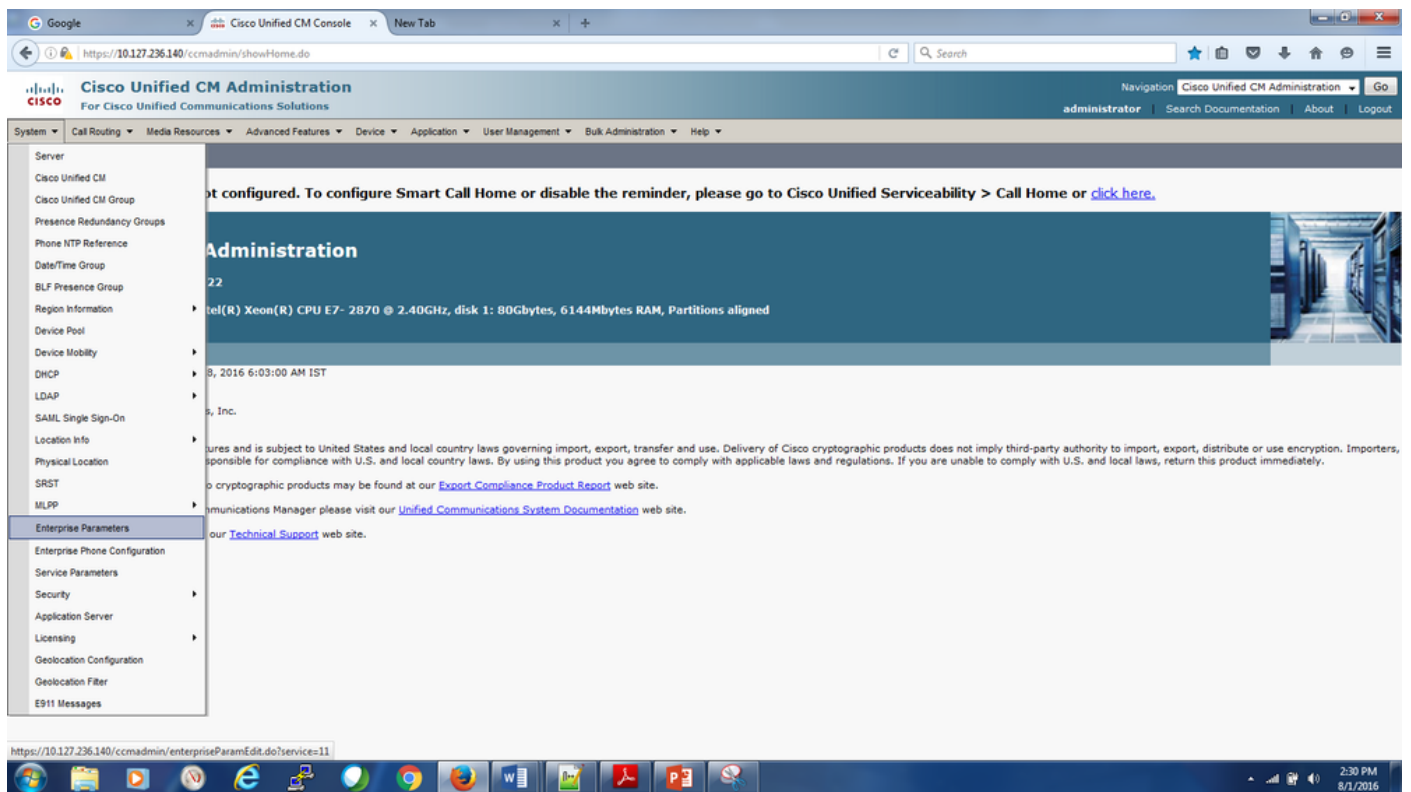 Google
Cisco Unified CM Console
New Tab
https://10.127.236.140/ccmadmin/showHome.do
Search
CISCO
Cisco Unified CM Administration
For Cisco Unified Communications Solutions
Navigation Cisco Unified CM Administration Go
administrator | Search Documentation | About | Logout
System Call Routing Media Resources Advanced Features Device Application User Management Bulk Administration Help
Server
Cisco Unified CM
Cisco Unified CM Group
Presence Redundancy Groups
Phone NTP Reference
Date/Time Group
BLF Presence Group
Region Information
Device Pool
Device Mobility
DHCP
LDAP
SAML Single Sign-On
Location Info
Physical Location
SRST
MLPP
Enterprise Parameters
Enterprise Phone Configuration
Service Parameters
Security
Application Server
Licensing
Geolocation Configuration
Geolocation Filter
E911 Messages
ot configured. To configure Smart Call Home or disable the reminder, please go to Cisco Unified Serviceability > Call Home or click here.
Administration
22
tel(R) Xeon(R) CPU E7- 2870 @ 2.40GHz, disk 1: 80Gbytes, 6144Mbytes RAM, Partitions aligned
8, 2016 6:03:00 AM IST
s, Inc.
tures and is subject to United States and local country laws governing import, export, transfer and use. Delivery of Cisco cryptographic products does not imply third-party authority to import, export, distribute or use encryption. Importers,
sponsible for compliance with U.S. and local country laws. By using this product you agree to comply with applicable laws and regulations. If you are unable to comply with U.S. and local laws, return this product immediately.
o cryptographic products may be found at our Export Compliance Product Report web site.
mmunications Manager please visit our Unified Communications System Documentation web site.
our Technical Support web site.
https://10.127.236.140/ccmadmin/enterpriseParamEdit.do?service=11
2:30 PM
8/1/2016